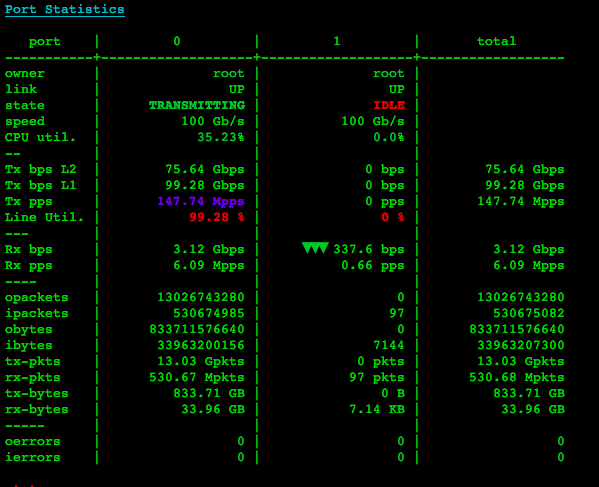 Port Statistics
port | 0 | 1 | total
-----------+-------------------+-------------------+------------------
owner | root | root |
link | UP | UP |
state | TRANSMITTING | IDLE |
speed | 100 Gb/s | 100 Gb/s |
CPU util. | 35.23% | 0.0% |
-- | | |
Tx bps L2 | 75.64 Gbps | 0 bps | 75.64 Gbps
Tx bps L1 | 99.28 Gbps | 0 bps | 99.28 Gbps
Tx pps | 147.74 Mpps | 0 pps | 147.74 Mpps
Line Util. | 99.28 % | 0 % |
--- | | |
Rx bps | 3.12 Gbps | ▼▼▼ 337.6 bps | 3.12 Gbps
Rx pps | 6.09 Mpps | 0.66 pps | 6.09 Mpps
---- | | |
opackets | 13026743280 | 0 | 13026743280
ipackets | 530674985 | 97 | 530675082
obytes | 833711576640 | 0 | 833711576640
ibytes | 33963200156 | 7144 | 33963207300
tx-pkts | 13.03 Gpkts | 0 pkts | 13.03 Gpkts
rx-pkts | 530.67 Mpkts | 97 pkts | 530.68 Mpkts
tx-bytes | 833.71 GB | 0 B | 833.71 GB
rx-bytes | 33.96 GB | 7.14 KB | 33.96 GB
----- | | |
oerrors | 0 | 0 | 0
ierrors | 0 | 0 | 0